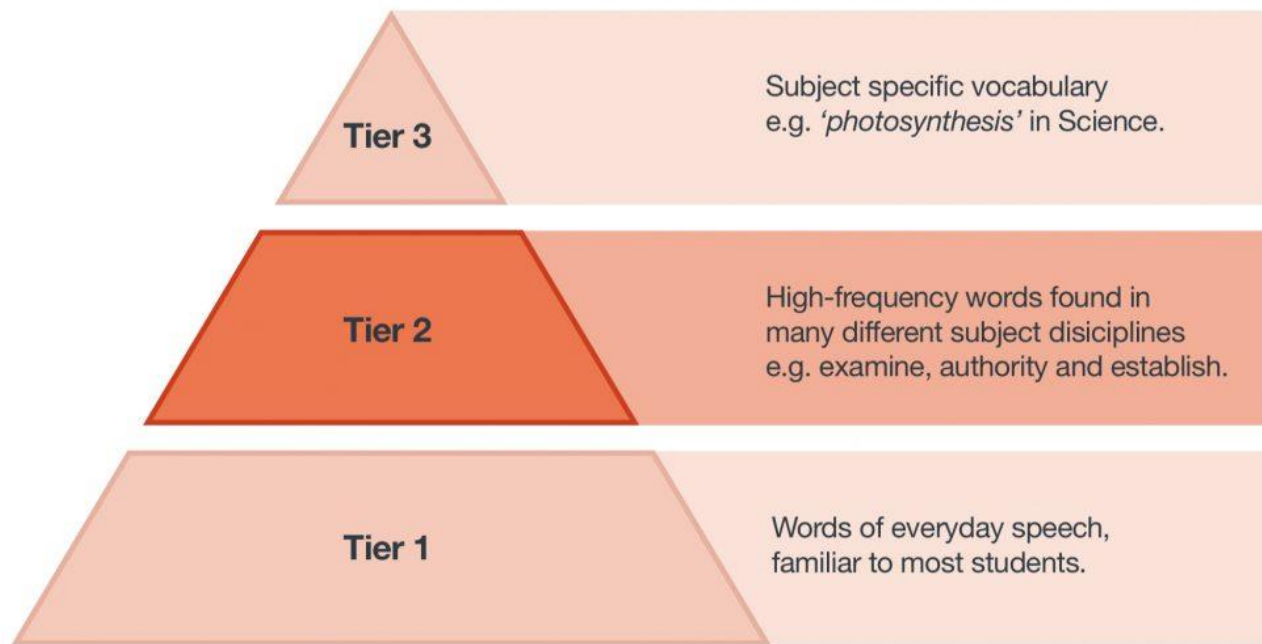 Tier 3
Subject specific vocabulary
e.g. ‘photosynthesis’ in Science.
Tier 2
High-frequency words found in
many different subject disiciplines
e.g. examine, authority and establish.
Tier 1
Words of everyday speech,
familiar to most students.